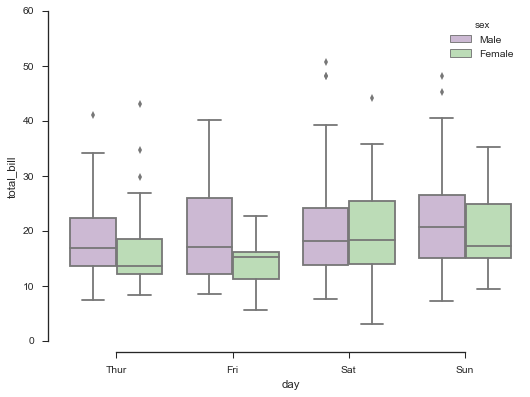 60
50
40
30
20
10
0
total_bill
sex
Male
Female
Thur
Fri
Sat
Sun
day